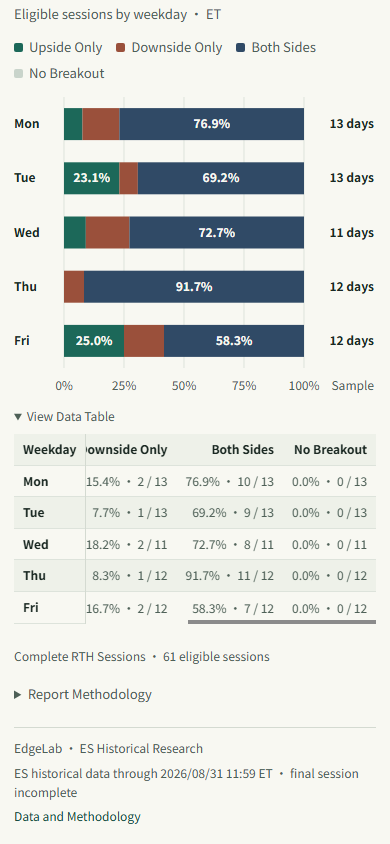 Eligible sessions by weekday • ET
Upside Only Downside Only Both Sides
No Breakout
Mon 76.9% 13 days
Tue 23.1% 69.2% 13 days
Wed 72.7% 11 days
Thu 91.7% 12 days
Fri 25.0% 58.3% 12 days
0% 25% 50% 75% 100% Sample
▼ View Data Table
Weekday ownside Only Both Sides No Breakout
Mon 15.4% • 2 / 13 76.9% • 10 / 13 0.0% • 0 / 13
Tue 7.7% • 1 / 13 69.2% • 9 / 13 0.0% • 0 / 13
Wed 18.2% • 2 / 11 72.7% • 8 / 11 0.0% • 0 / 11
Thu 8.3% • 1 / 12 91.7% • 11 / 12 0.0% • 0 / 12
Fri 16.7% • 2 / 12 58.3% • 7 / 12 0.0% • 0 / 12
Complete RTH Sessions • 61 eligible sessions
▶ Report Methodology
EdgeLab • ES Historical Research
ES historical data through 2026/08/31 11:59 ET • final session
incomplete
Data and Methodology